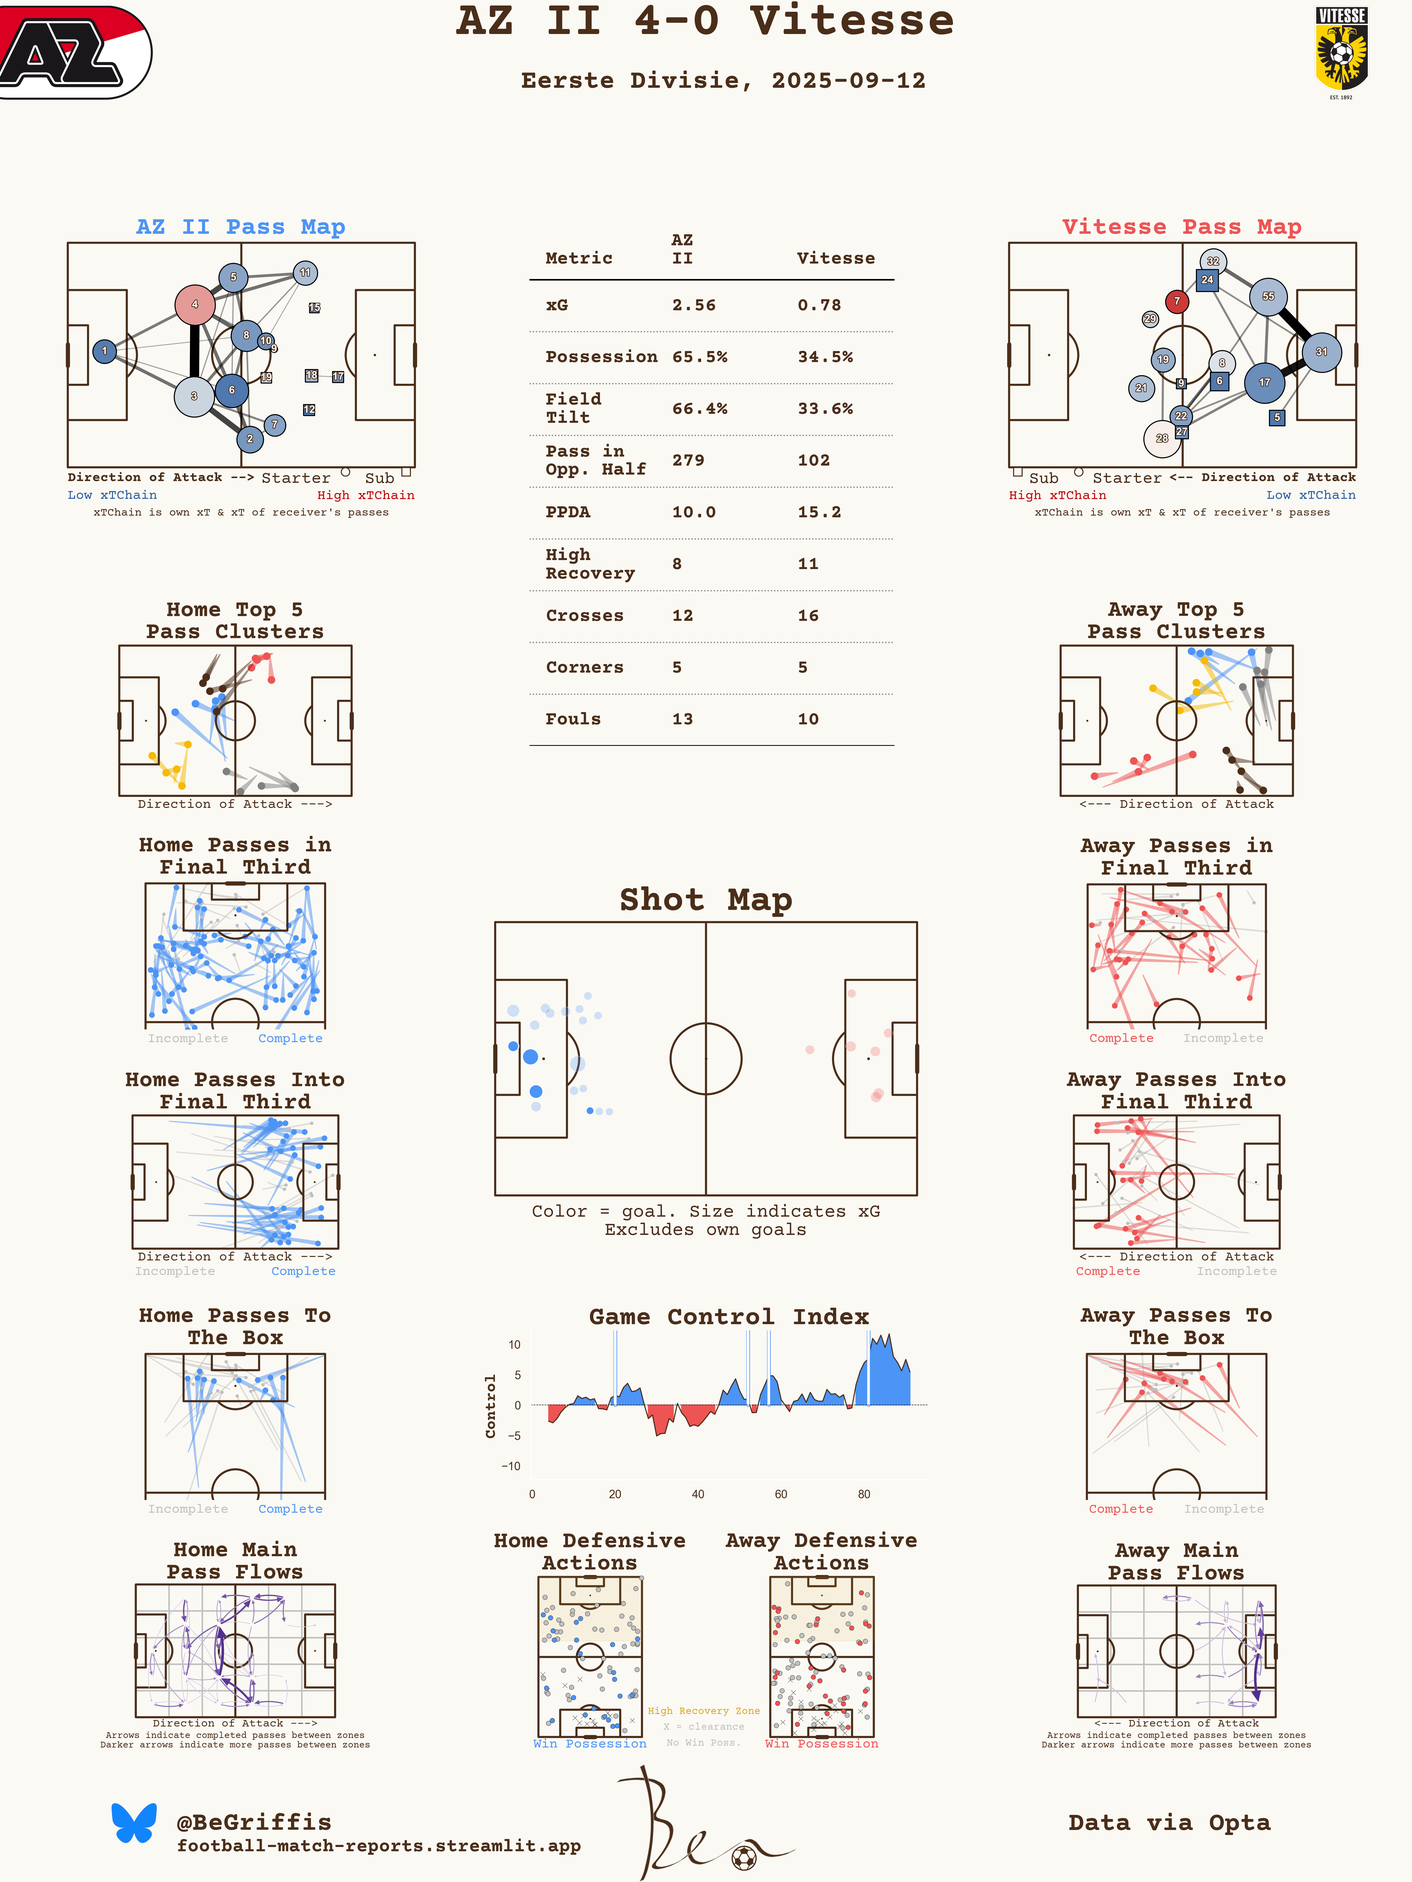 AZ II 4-0 Vitesse
Eerste Divisie, 2025-09-12
AZ
VITESSE
EST. 1892
AZ II Pass Map
1
4
3
5
11
8
10
9
6
2
7
15
19
18
17
12
Direction of Attack --> Starter Sub
Low xTChain High xTChain
xTChain is own xT & xT of receiver's passes
Metric AZ II Vitesse
xG 2.56 0.78
Possession 65.5% 34.5%
Field Tilt 66.4% 33.6%
Pass in Opp. Half 279 102
PPDA 10.0 15.2
High Recovery 8 11
Crosses 12 16
Corners 5 5
Fouls 13 10
Vitesse Pass Map
32
24
7
55
29
31
19
8
21
9
6
17
22
5
28
27
Sub Starter <-- Direction of Attack
High xTChain Low xTChain
xTChain is own xT & xT of receiver's passes
Home Top 5
Pass Clusters
Direction of Attack --->
Away Top 5
Pass Clusters
<--- Direction of Attack
Home Passes in
Final Third
Incomplete Complete
Away Passes in
Final Third
Complete Incomplete
Shot Map
Color = goal. Size indicates xG
Excludes own goals
Home Passes Into
Final Third
Direction of Attack --->
Incomplete Complete
Away Passes Into
Final Third
<--- Direction of Attack
Complete Incomplete
Home Passes To
The Box
Incomplete Complete
Game Control Index
Control
10
5
0
−5
−10
0 20 40 60 80
Away Passes To
The Box
Complete Incomplete
Home Main
Pass Flows
Direction of Attack --->
Arrows indicate completed passes between zones
Darker arrows indicate more passes between zones
Home Defensive
Actions
Win Possession
High Recovery Zone
X = clearance
No Win Poss.
Away Defensive
Actions
Win Possession
Away Main
Pass Flows
<--- Direction of Attack
Arrows indicate completed passes between zones
Darker arrows indicate more passes between zones
@BeGriffis
football-match-reports.streamlit.app
Ben
Data via Opta